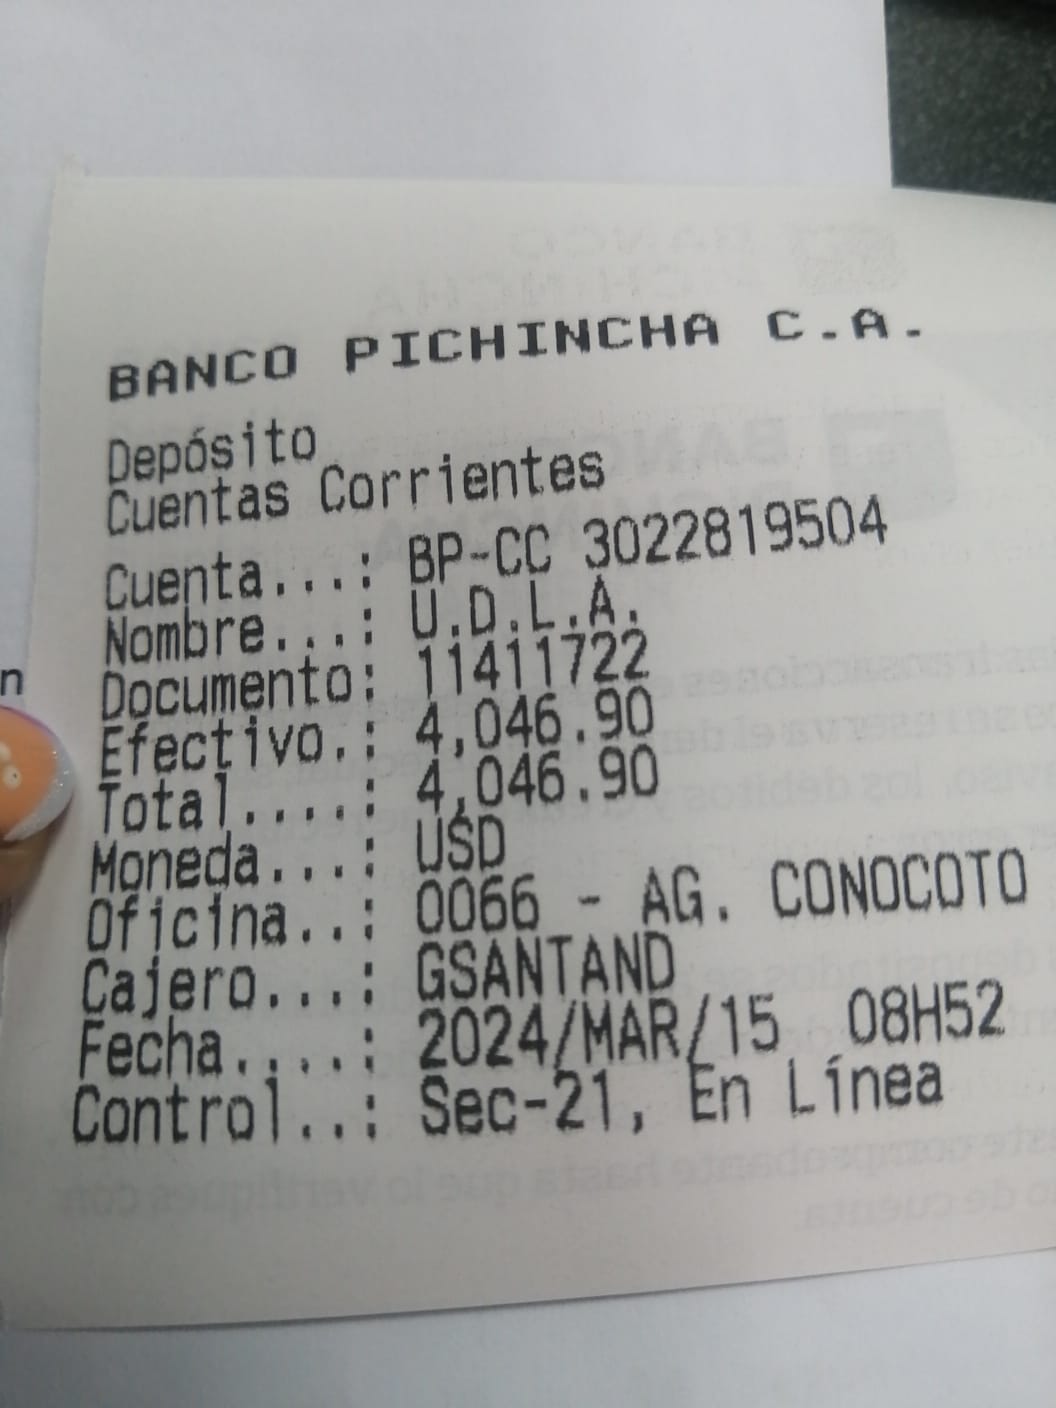 BANCO PICHINCHA C.A.
Depósito
Cuentas Corrientes
Cuenta...: BP-CC 3022819504
Nombre...: U.D.L.A.
Documento: 11411722
Efectivo.: 4,046.90
Total....: 4,046.90
Moneda...: USD
Oficina..: 0066 - AG. CONOCOTO
Cajero...: GSANTAND
Fecha....: 2024/MAR/15 08H52
Control..: Sec-21, En Línea
n